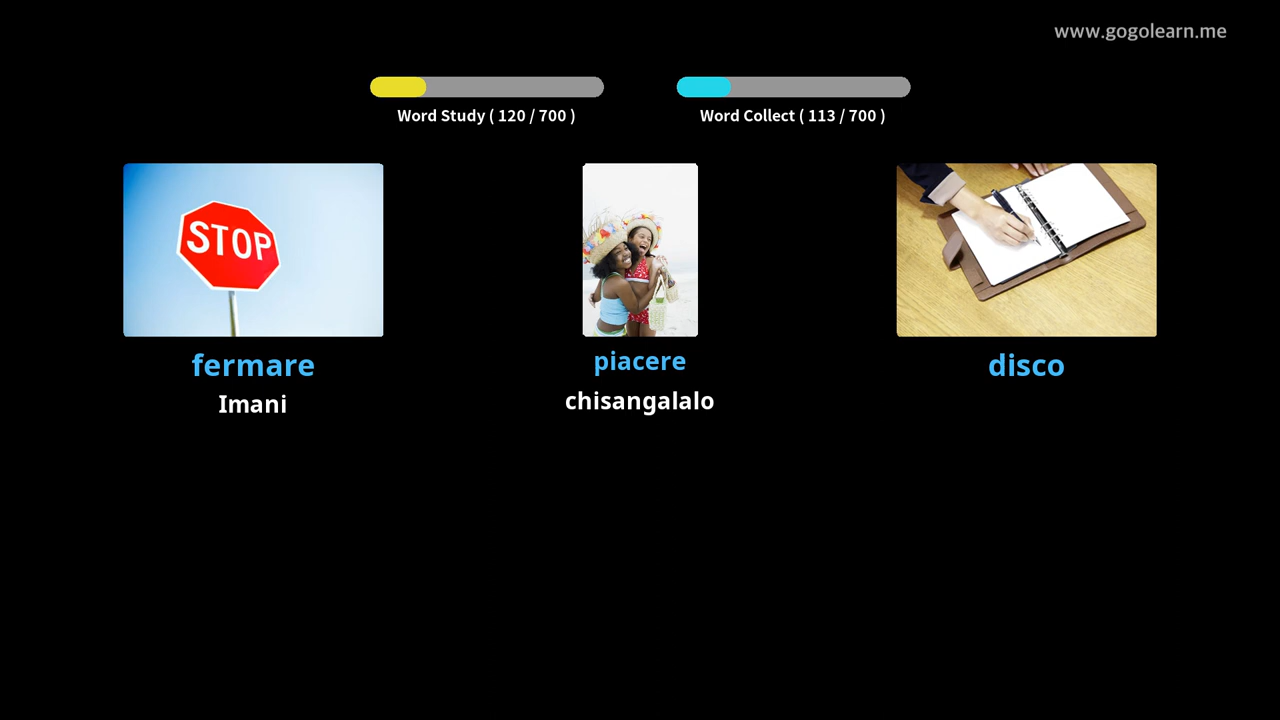 www.gogolearn.me
Word Study ( 120 / 700 )
Word Collect ( 113 / 700 )
STOP
fermare
Imani
piacere
chisangalalo
disco